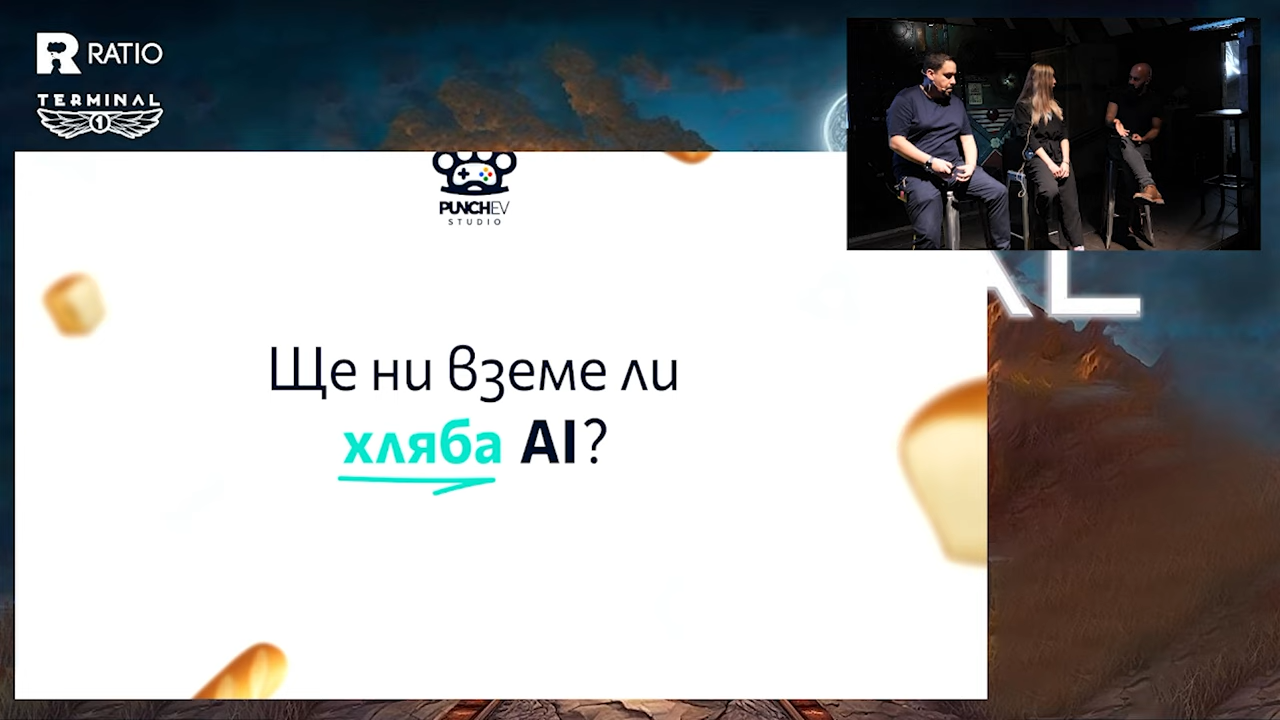 RATIO
TERMINAL
1
PUNCHEV
STUDIO
Ще ни вземе ли
хляба AI?